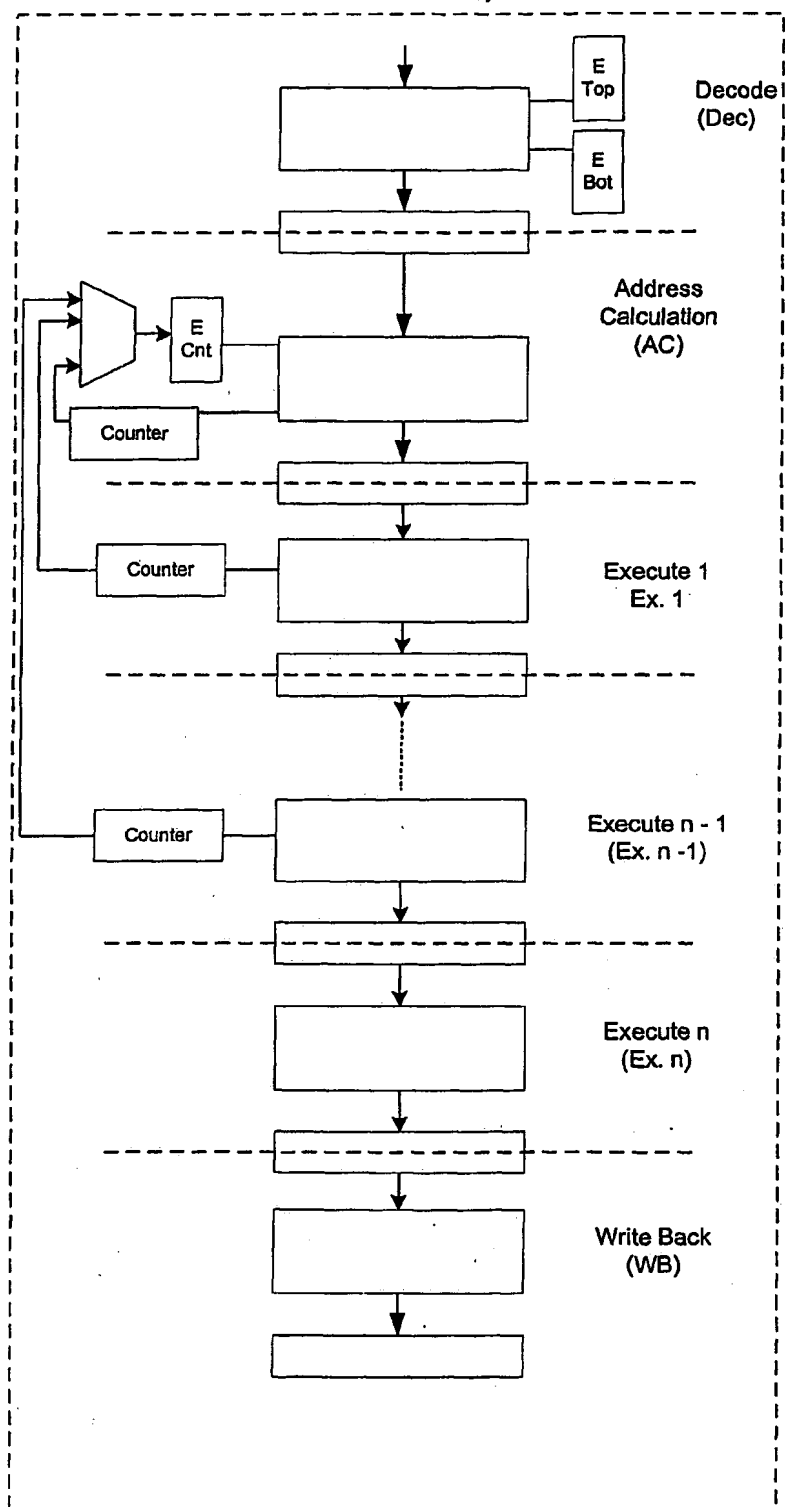 E
Top
Decode
(Dec)
E
Bot
Address
Calculation
(AC)
E
Cnt
Counter
Counter
Execute 1
Ex. 1
Counter
Execute n - 1
(Ex. n -1)
Execute n
(Ex. n)
Write Back
(WB)